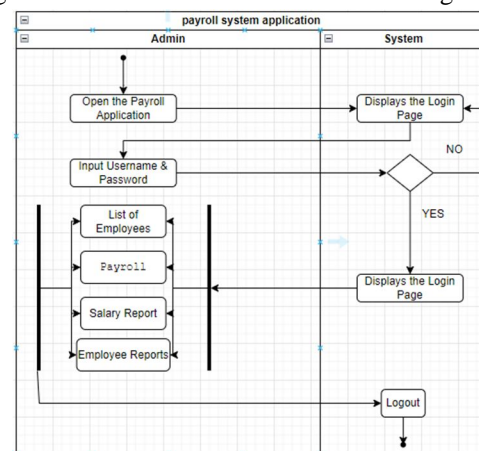 payroll system application
Admin
System
Open the Payroll
Application
Displays the Login
Page
Input Username &
Password
NO
YES
List of
Employees
Payroll
Salary Report
Employee Reports
Displays the Login
Page
Logout